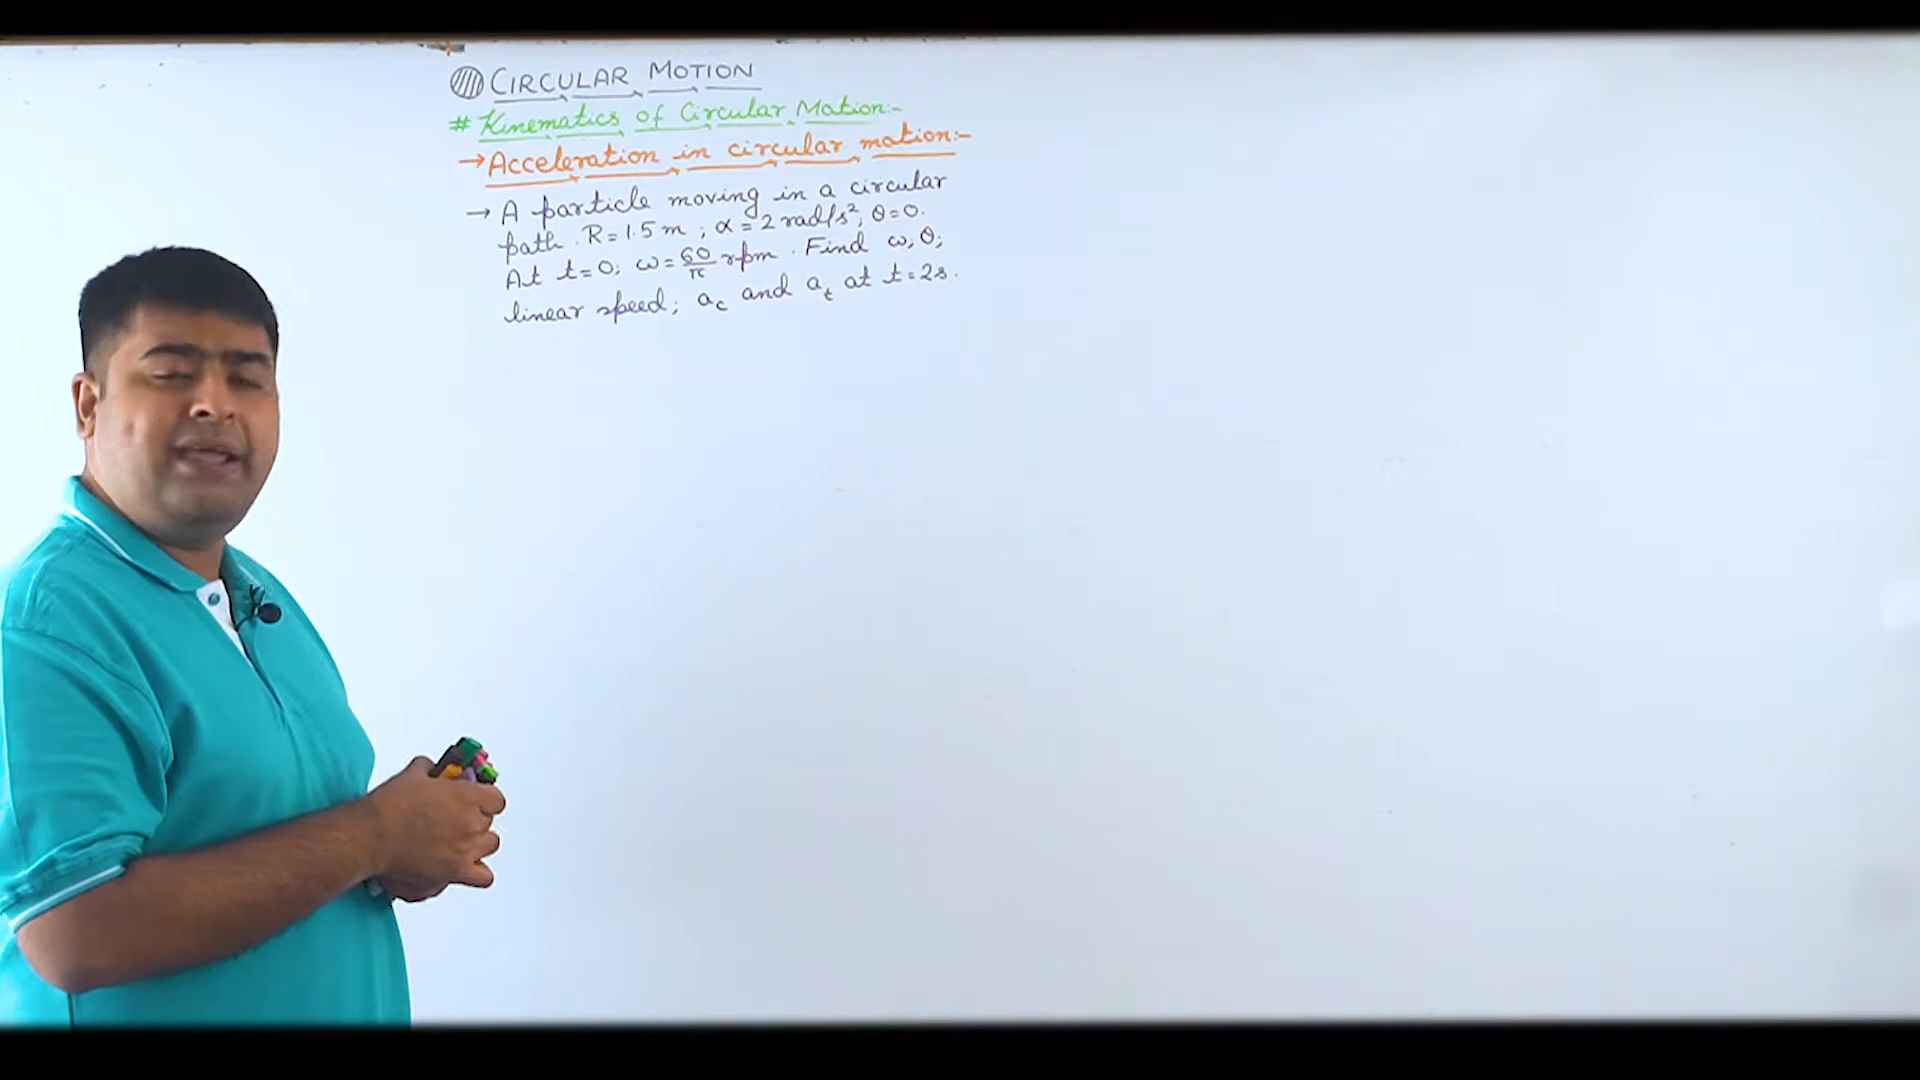 CIRCULAR MOTION
# Kinematics of Circular Motion:-
→ Acceleration in circular motion:-
→ A particle moving in a circular
path. R = 1.5 m ; α = 2 rad/s², θ = 0.
At t = 0; ω = 60/π rpm. Find ω, θ;
linear speed; a_c and a_t at t = 2s.